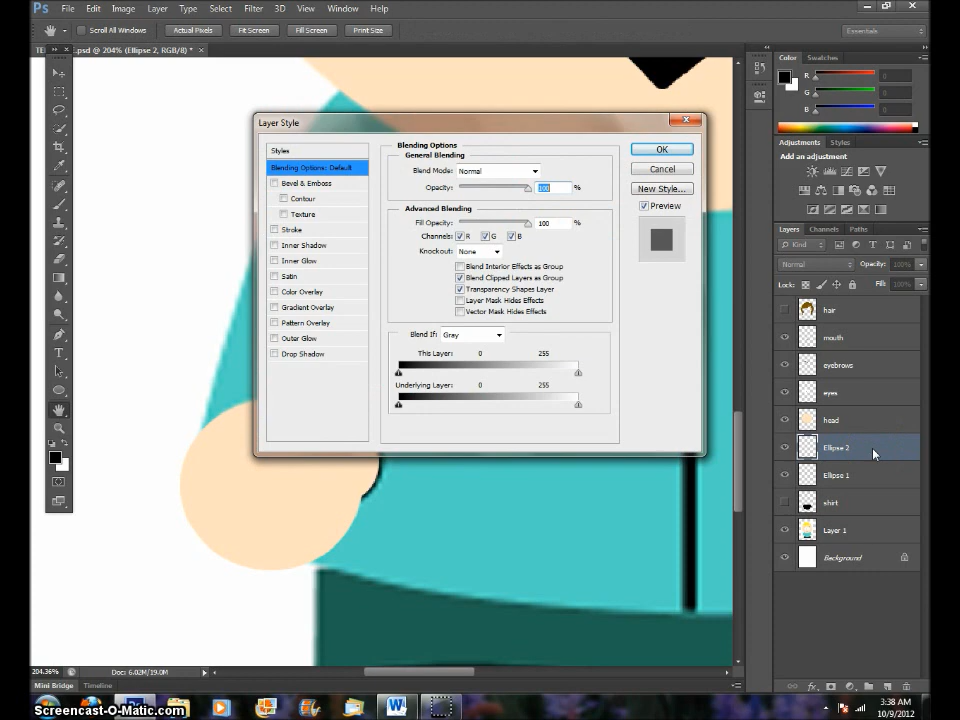 Ps File Edit Image Layer Type Select Filter 3D View Window Help
Scroll All Windows Actual Pixels Fit Screen Fill Screen Print Size Essentials
TE .psd @ 204% (Ellipse 2, RGB/8) * ×
Layer Style
Styles
Blending Options: Default
Bevel & Emboss
Contour
Texture
Stroke
Inner Shadow
Inner Glow
Satin
Color Overlay
Gradient Overlay
Pattern Overlay
Outer Glow
Drop Shadow
Blending Options
General Blending
Blend Mode: Normal
Opacity: 100 %
Advanced Blending
Fill Opacity: 100 %
Channels: R G B
Knockout: None
Blend Interior Effects as Group
Blend Clipped Layers as Group
Transparency Shapes Layer
Layer Mask Hides Effects
Vector Mask Hides Effects
Blend If: Gray
This Layer: 0 255
Underlying Layer: 0 255
OK
Cancel
New Style...
Preview
Color Swatches
R 0
G 0
B 0
Adjustments Styles
Add an adjustment
Layers Channels Paths
Kind
Normal Opacity: 100%
Lock: Fill: 100%
hair
mouth
eyebrows
eyes
head
Ellipse 2
Ellipse 1
shirt
Layer 1
Background
204.36% Doc: 6.02M/19.0M
Mini Bridge Timeline
Screencast-O-Matic.com
3:38 AM
10/9/2012